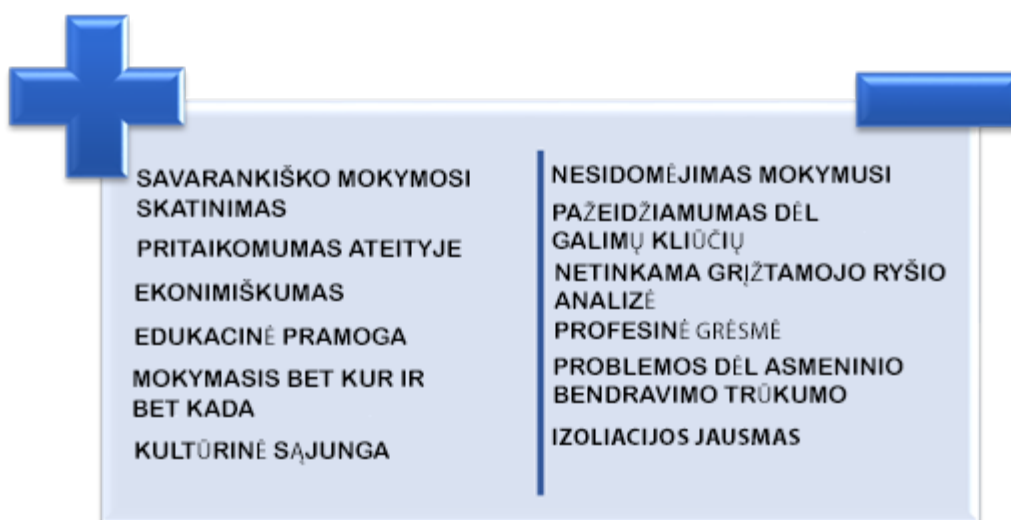 SAVARANKIŠKO MOKYMOSI
SKATINIMAS
PRITAIKOMUMAS ATEITYJE
EKONIMIŠKUMAS
EDUKACINĖ PRAMOGA
MOKYMASIS BET KUR IR
BET KADA
KULTŪRINĖ SĄJUNGA
NESIDOMĖJIMAS MOKYMUSI
PAŽEIDŽIAMUMAS DĖL
GALIMŲ KLIŪČIŲ
NETINKAMA GRĮŽTAMOJO RYŠIO
ANALIZĖ
PROFESINĖ GRĖSMĖ
PROBLEMOS DĖL ASMENINIO
BENDRAVIMO TRŪKUMO
IZOLIACIJOS JAUSMAS